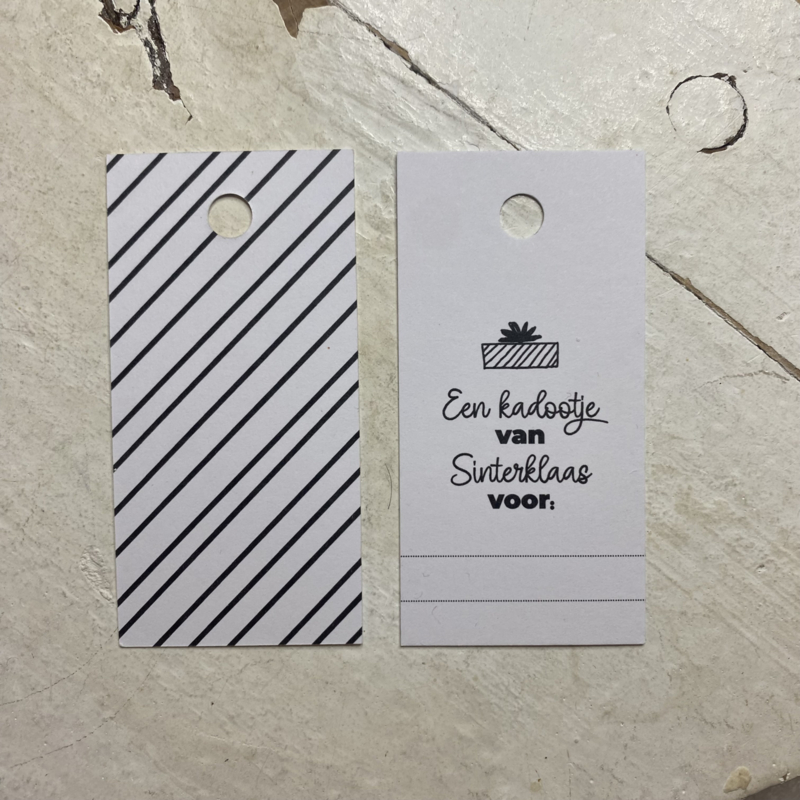 Een kadootje
van
Sinterklaas
voor: